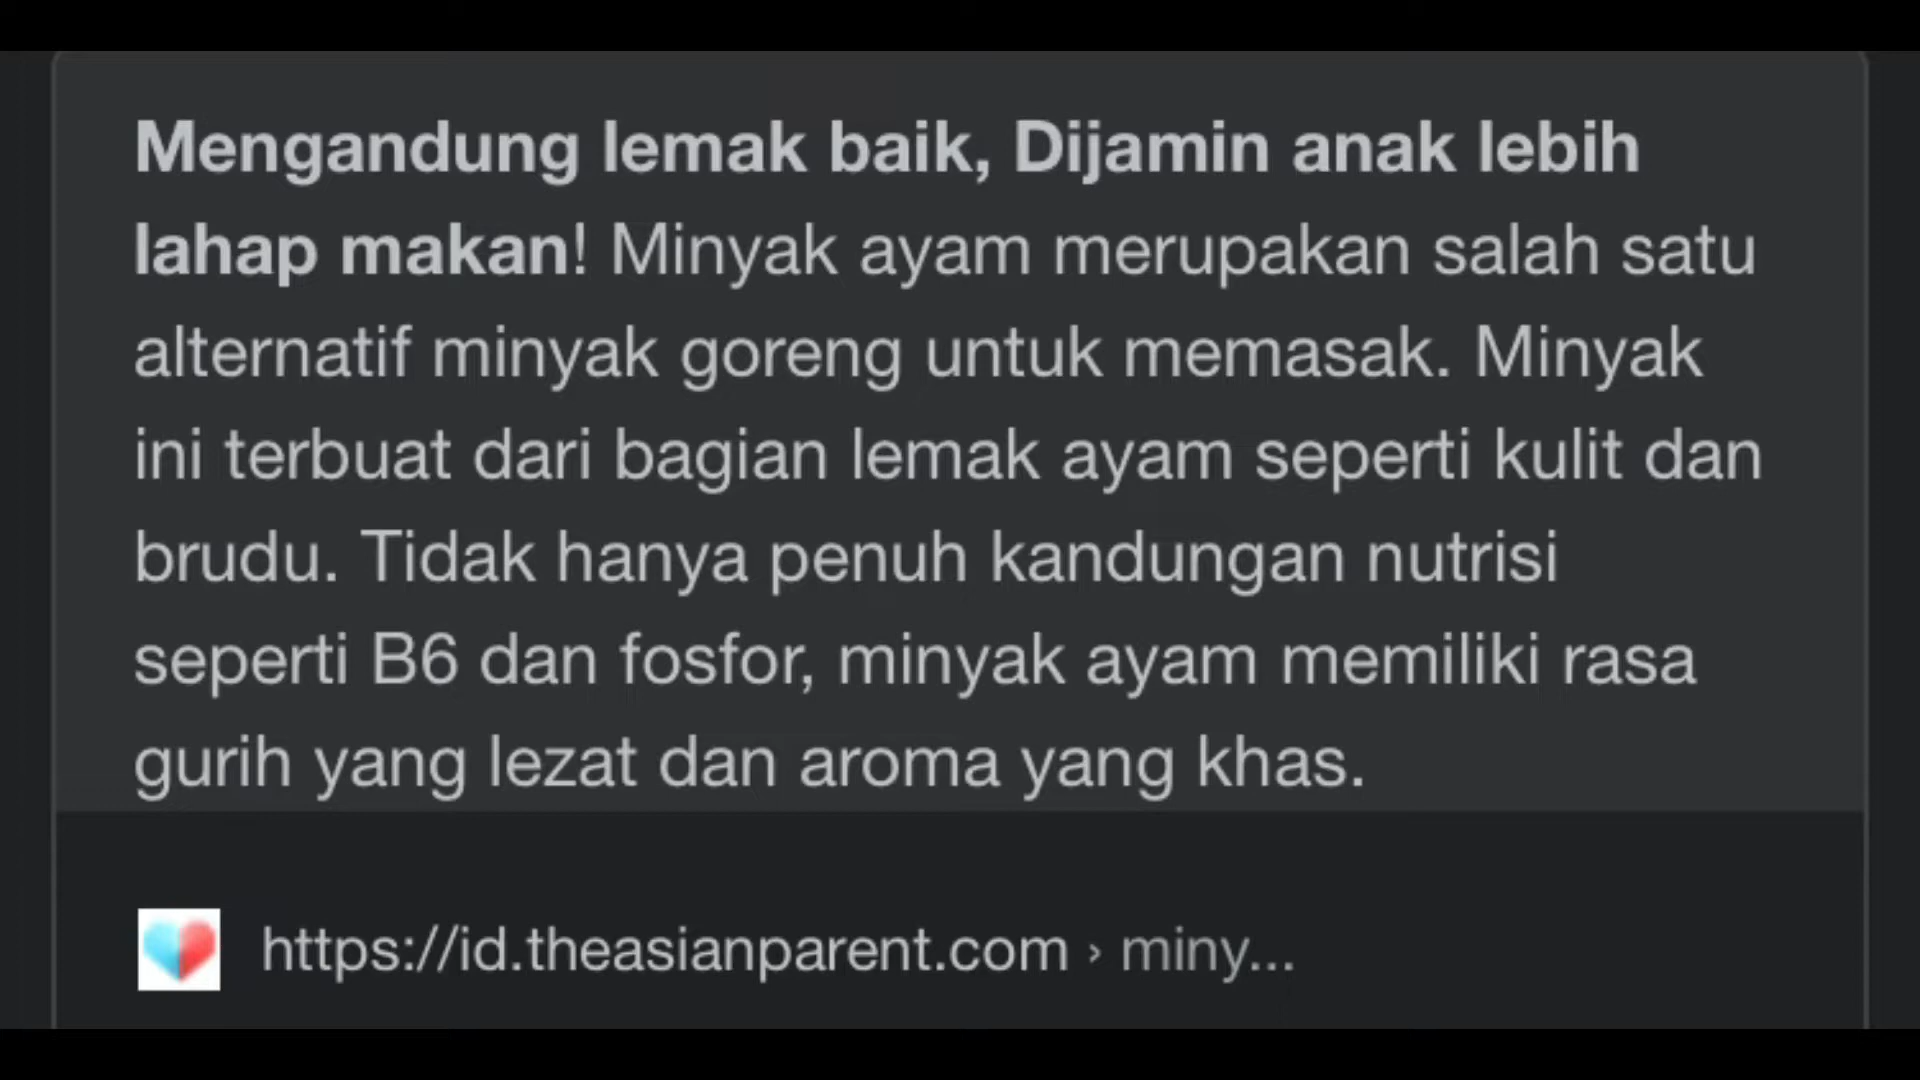 Mengandung lemak baik, Dijamin anak lebih
lahap makan! Minyak ayam merupakan salah satu
alternatif minyak goreng untuk memasak. Minyak
ini terbuat dari bagian lemak ayam seperti kulit dan
brudu. Tidak hanya penuh kandungan nutrisi
seperti B6 dan fosfor, minyak ayam memiliki rasa
gurih yang lezat dan aroma yang khas.
https://id.theasianparent.com › miny...